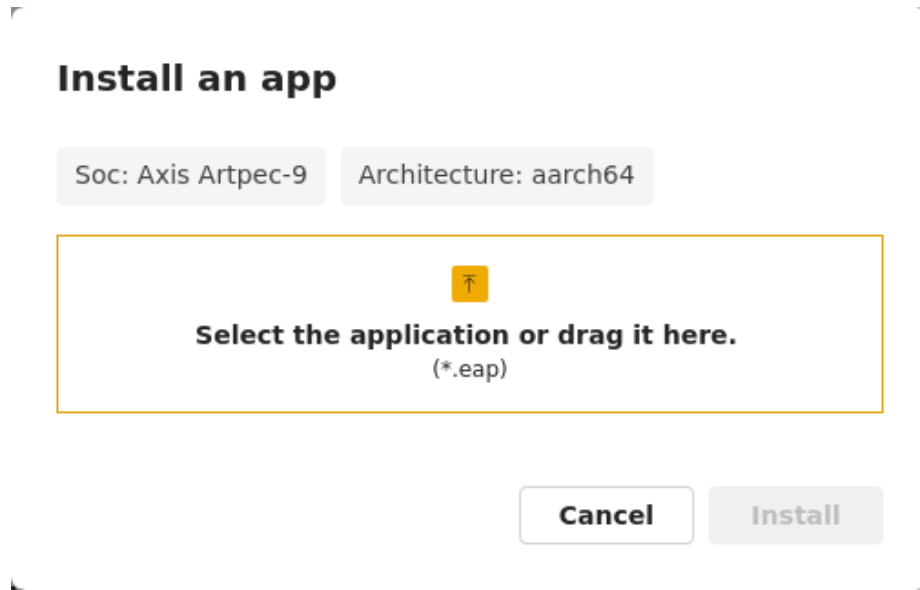 Install an app
Soc: Axis Artpec-9
Architecture: aarch64
Select the application or drag it here.
(*.eap)
Cancel
Install